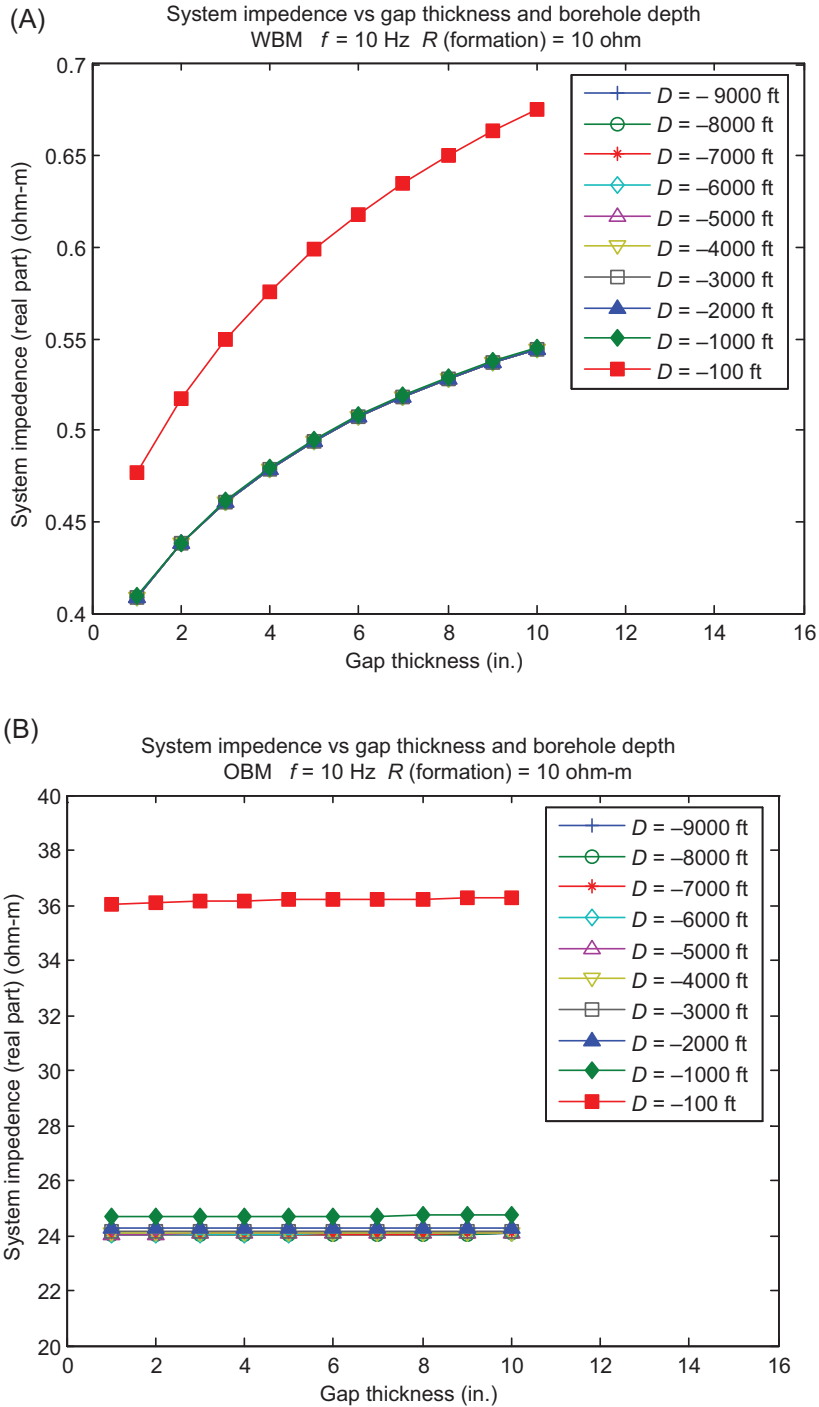 (A)
System impedence vs gap thickness and borehole depth
WBM f = 10 Hz R (formation) = 10 ohm
System impedence (real part) (ohm-m)
0.7
0.65
0.6
0.55
0.5
0.45
0.4
0 2 4 6 8 10 12 14 16
Gap thickness (in.)
D = – 9000 ft
D = –8000 ft
D = –7000 ft
D = –6000 ft
D = –5000 ft
D = –4000 ft
D = –3000 ft
D = –2000 ft
D = –1000 ft
D = –100 ft
(B)
System impedence vs gap thickness and borehole depth
OBM f = 10 Hz R (formation) = 10 ohm-m
System impedence (real part) (ohm-m)
40
38
36
34
32
30
28
26
24
22
20
0 2 4 6 8 10 12 14 16
Gap thickness (in.)
D = –9000 ft
D = –8000 ft
D = –7000 ft
D = –6000 ft
D = –5000 ft
D = –4000 ft
D = –3000 ft
D = –2000 ft
D = –1000 ft
D = –100 ft